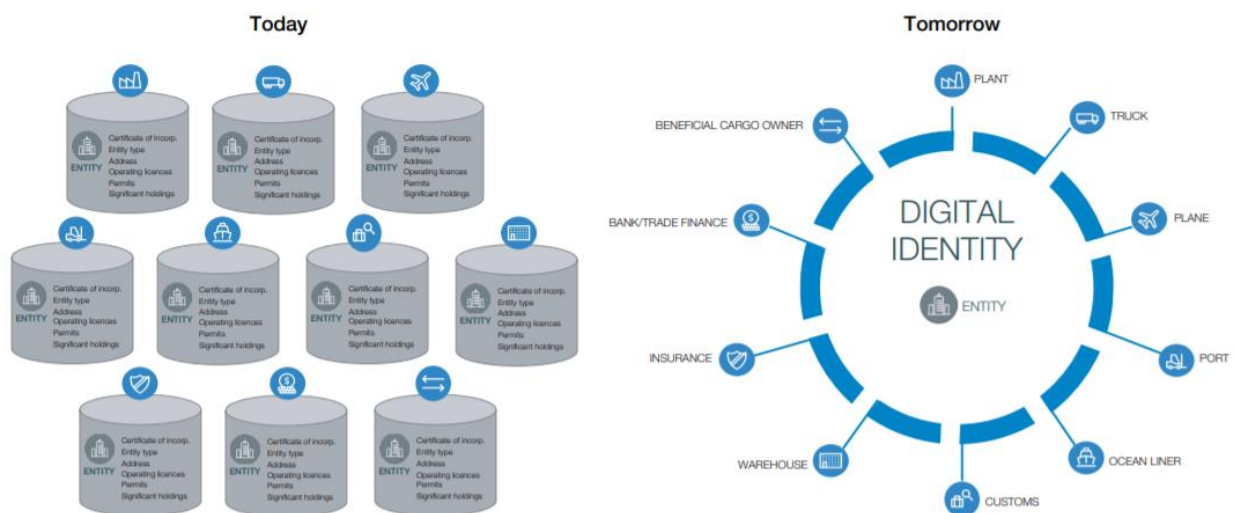 Today
Certificate of incorp.
Entity type
Address
Operating licences
Permits
Significant holdings
ENTITY
Certificate of incorp.
Entity type
Address
Operating licences
Permits
Significant holdings
ENTITY
Certificate of incorp.
Entity type
Address
Operating licences
Permits
Significant holdings
ENTITY
Certificate of incorp.
Entity type
Address
Operating licences
Permits
Significant holdings
ENTITY
Certificate of incorp.
Entity type
Address
Operating licences
Permits
Significant holdings
ENTITY
Certificate of incorp.
Entity type
Address
Operating licences
Permits
Significant holdings
ENTITY
Certificate of incorp.
Entity type
Address
Operating licences
Permits
Significant holdings
ENTITY
Certificate of incorp.
Entity type
Address
Operating licences
Permits
Significant holdings
ENTITY
Certificate of incorp.
Entity type
Address
Operating licences
Permits
Significant holdings
ENTITY
Certificate of incorp.
Entity type
Address
Operating licences
Permits
Significant holdings
ENTITY
Tomorrow
PLANT
TRUCK
PLANE
PORT
OCEAN LINER
CUSTOMS
WAREHOUSE
INSURANCE
BANK/TRADE FINANCE
BENEFICIAL CARGO OWNER
DIGITAL
IDENTITY
ENTITY